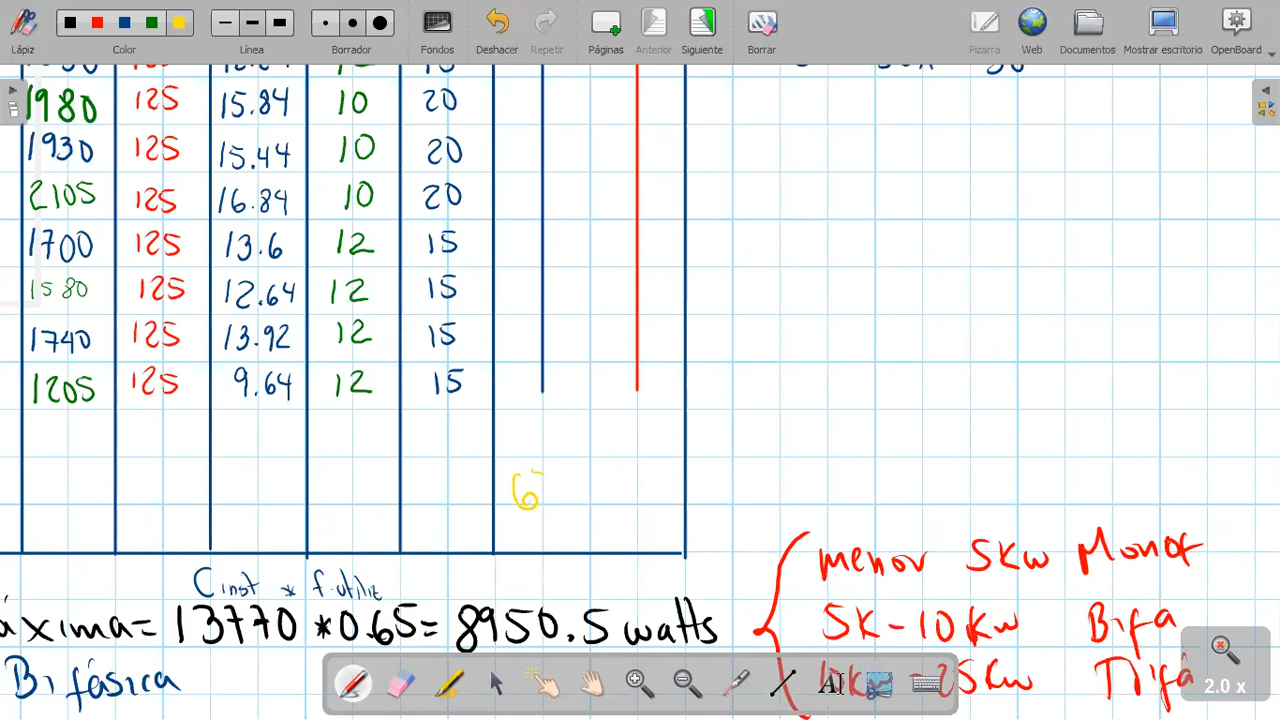 Lápiz Color Línea Borrador Fondos Deshacer Repetir Páginas Anterior Siguiente Borrar Pizarra Web Documentos Mostrar escritorio OpenBoard
1980 125 15.84 10 20
1930 125 15.44 10 20
2105 125 16.84 10 20
1700 125 13.6 12 15
1580 125 12.64 12 15
1740 125 13.92 12 15
1205 125 9.64 12 15
6
C inst * f.utiliz
áxima= 13770 *0.65= 8950.5 watts
Bifásica
menor 5Kw Monof
5K-10Kw Bifa
Trifá
2.0 x